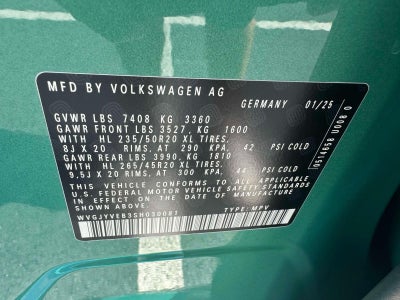 MFD BY VOLKSWAGEN AG
GERMANY 01/25
GVWR LBS 7408 KG 3360
GAWR FRONT LBS 3527, KG 1600
WITH HL 235/50R20 XL TIRES
8J X 20 RIMS, AT 290 KPA, 42 PSI COLD
GAWR REAR LBS 3990, KG 1810
WITH HL 265/45R20 XL TIRES
9.5J X 20 RIMS, AT 300 KPA, 44 PSI COLD
THIS VEHICLE CONFORMS TO ALL APPLICABLE
U.S. FEDERAL MOTOR VEHICLE SAFETY STANDARDS
IN EFFECT ON THE DATE OF MANUFACTURE
SHOWN ABOVE
WVGJYVEB3SH030081
TYPE: MPV
0514658 U008 0